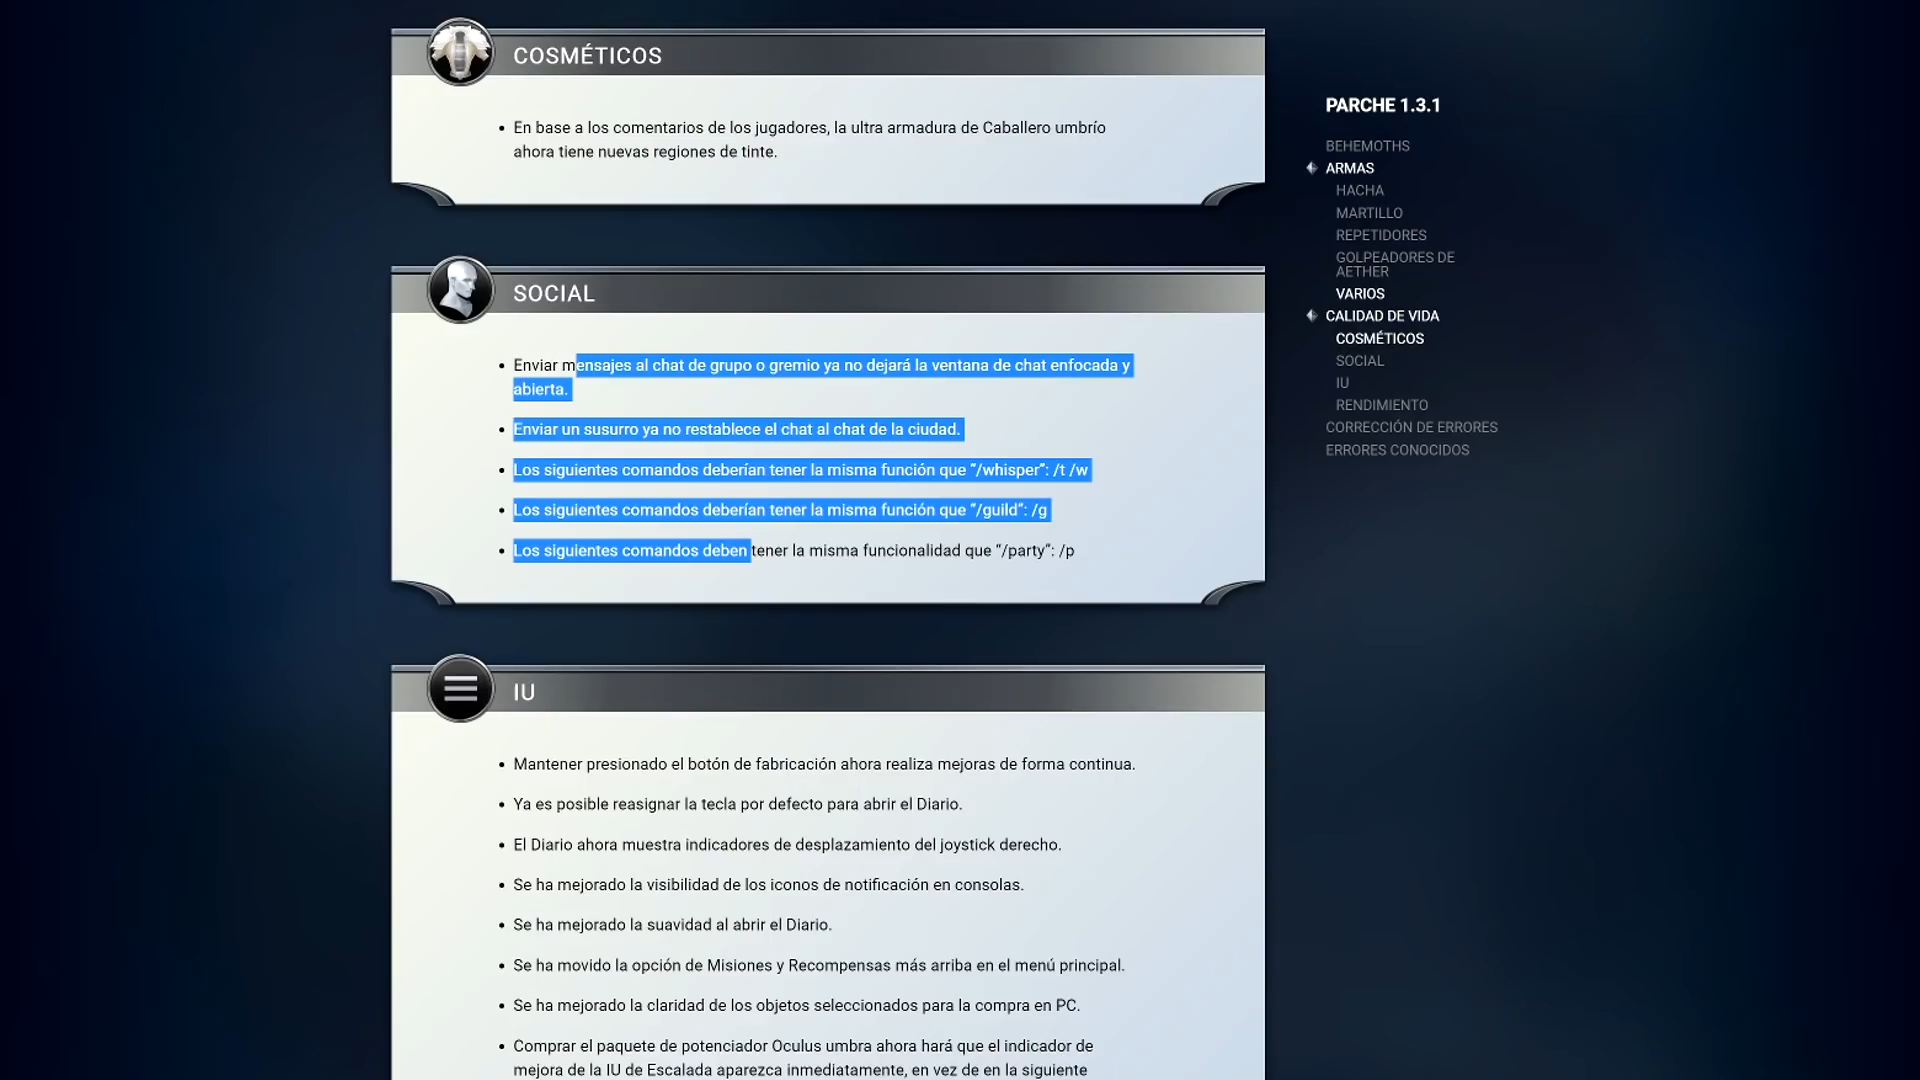 COSMÉTICOS
• En base a los comentarios de los jugadores, la ultra armadura de Caballero umbrío
ahora tiene nuevas regiones de tinte.
SOCIAL
• Enviar mensajes al chat de grupo o gremio ya no dejará la ventana de chat enfocada y
abierta.
• Enviar un susurro ya no restablece el chat al chat de la ciudad.
• Los siguientes comandos deberían tener la misma función que “/whisper”: /t /w
• Los siguientes comandos deberían tener la misma función que “/guild”: /g
• Los siguientes comandos deben tener la misma funcionalidad que “/party”: /p
IU
• Mantener presionado el botón de fabricación ahora realiza mejoras de forma continua.
• Ya es posible reasignar la tecla por defecto para abrir el Diario.
• El Diario ahora muestra indicadores de desplazamiento del joystick derecho.
• Se ha mejorado la visibilidad de los iconos de notificación en consolas.
• Se ha mejorado la suavidad al abrir el Diario.
• Se ha movido la opción de Misiones y Recompensas más arriba en el menú principal.
• Se ha mejorado la claridad de los objetos seleccionados para la compra en PC.
• Comprar el paquete de potenciador Oculus umbra ahora hará que el indicador de
mejora de la IU de Escalada aparezca inmediatamente, en vez de en la siguiente
PARCHE 1.3.1
BEHEMOTHS
ARMAS
HACHA
MARTILLO
REPETIDORES
GOLPEADORES DE
AETHER
VARIOS
CALIDAD DE VIDA
COSMÉTICOS
SOCIAL
IU
RENDIMIENTO
CORRECCIÓN DE ERRORES
ERRORES CONOCIDOS